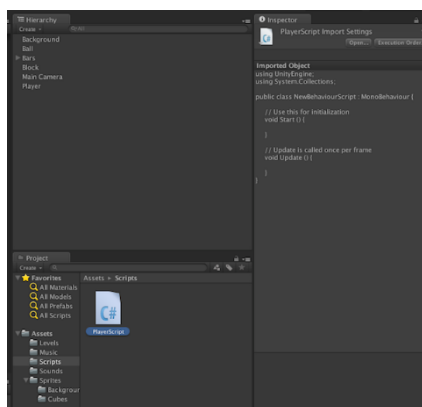 Hierarchy
Create
Background
Ball
Bars
Block
Main Camera
Player
Project
Create
Favorites
All Materials
All Models
All Prefabs
All Scripts
Assets
Levels
Music
Scripts
Sounds
Sprites
Backgrour
Cubes
Assets Scripts
C#
PlayerScript
Inspector
C#
PlayerScript Import Settings
Open... Execution Order
Imported Object
using UnityEngine;
using System.Collections;
public class NewBehaviourScript : MonoBehaviour {
// Use this for initialization
void Start () {
}
// Update is called once per frame
void Update () {
}
}